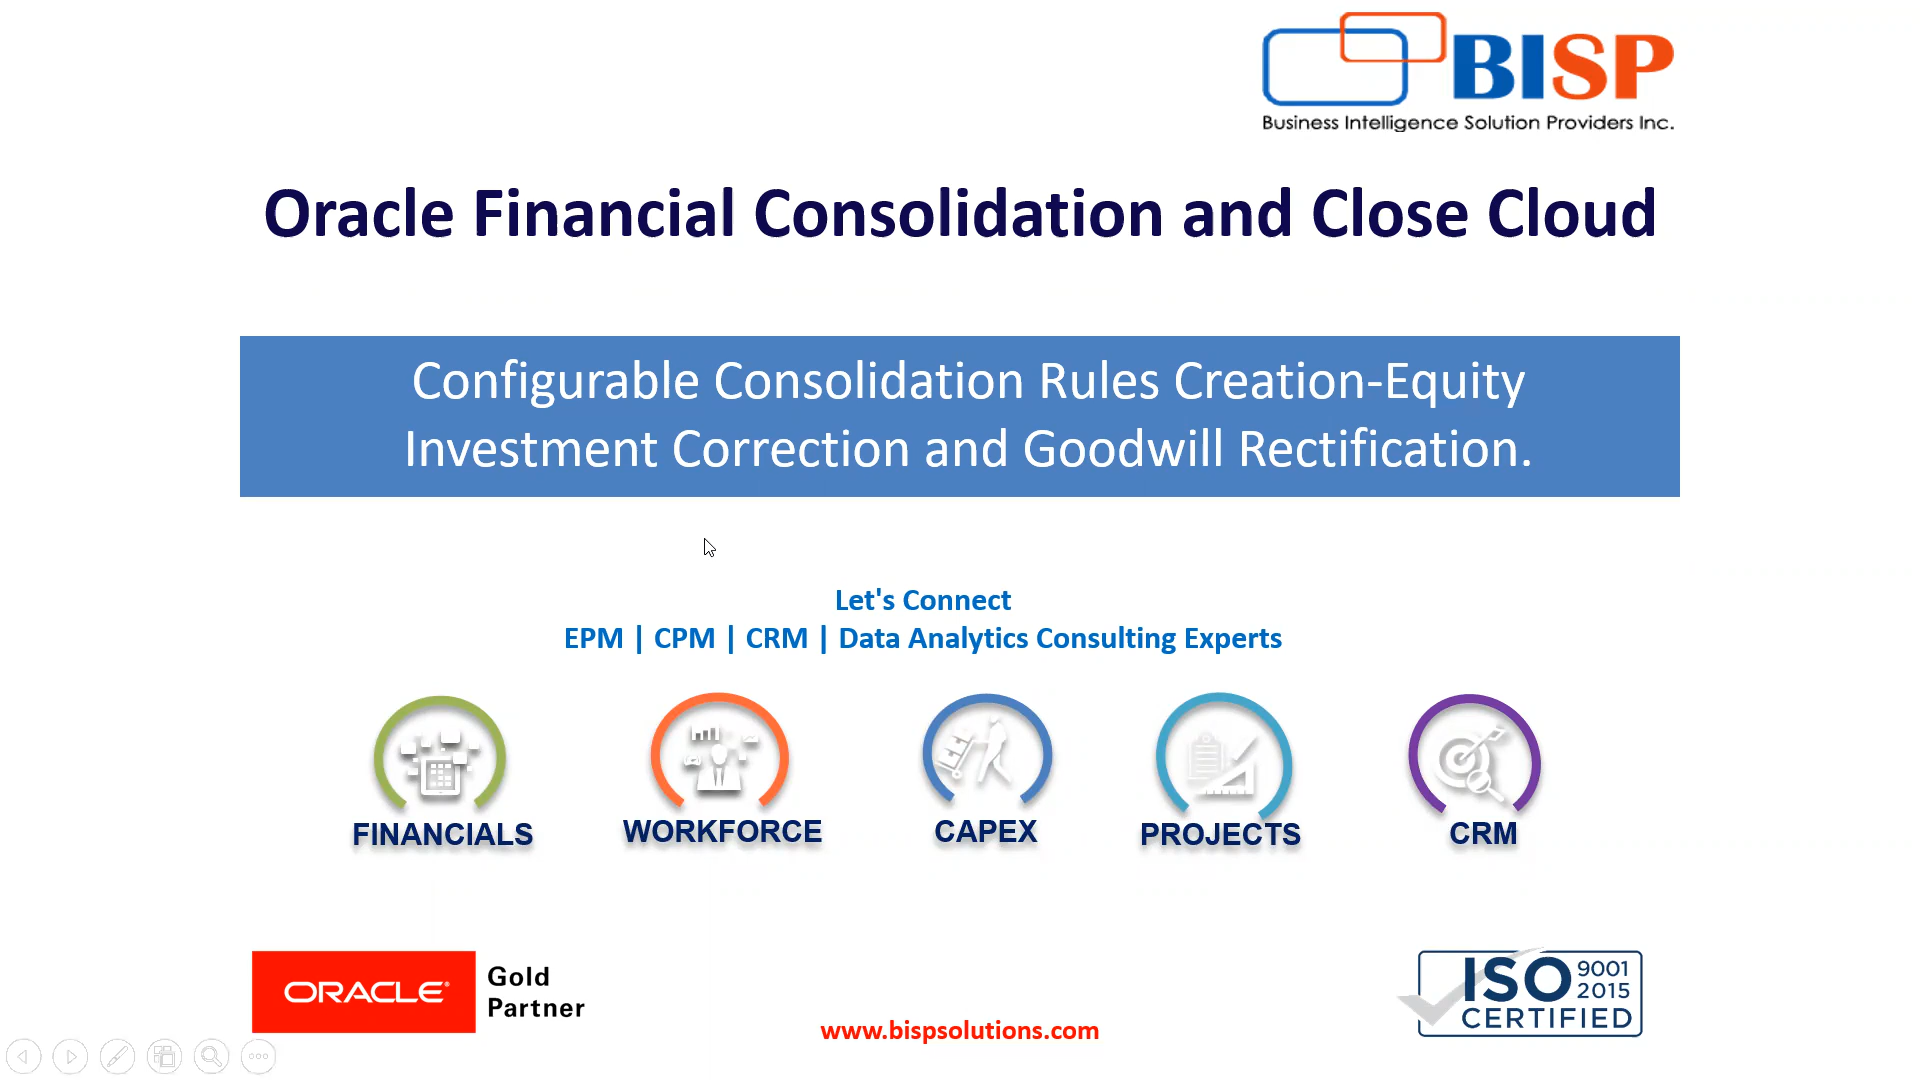 BISP
Business Intelligence Solution Providers Inc.
Oracle Financial Consolidation and Close Cloud
Configurable Consolidation Rules Creation-Equity
Investment Correction and Goodwill Rectification.
Let's Connect
EPM | CPM | CRM | Data Analytics Consulting Experts
FINANCIALS
WORKFORCE
CAPEX
PROJECTS
CRM
ORACLE®
Gold
Partner
www.bispsolutions.com
ISO
9001
2015
CERTIFIED